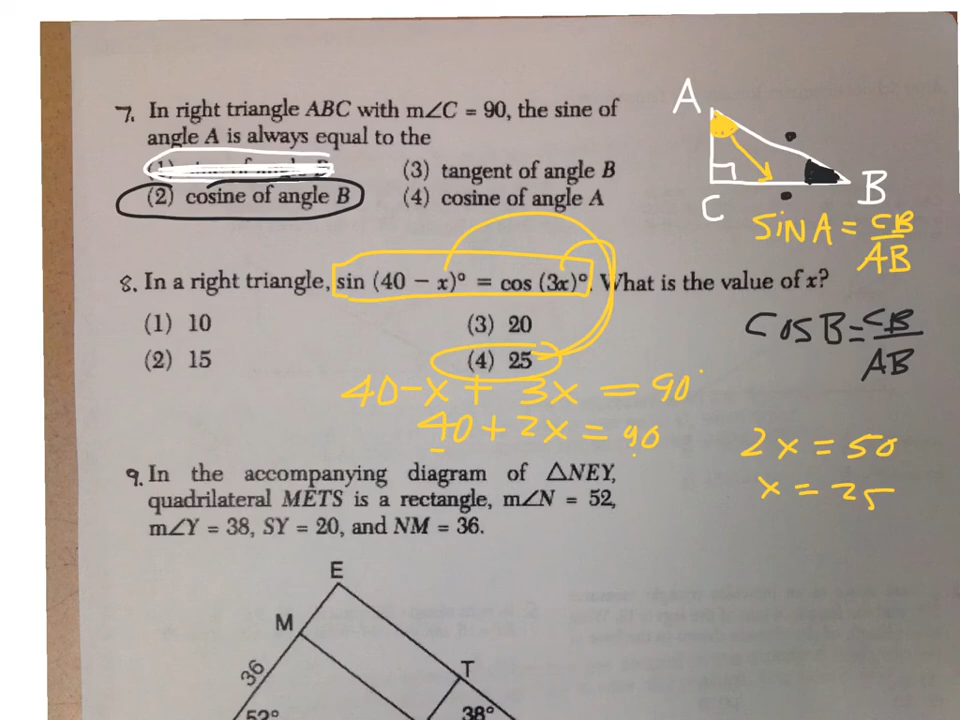 7. In right triangle ABC with m∠C = 90, the sine of
angle A is always equal to the
(3) tangent of angle B
(2) cosine of angle B
(4) cosine of angle A
A
C
B
SIN A = CB
AB
8. In a right triangle, sin (40 − x)° = cos (3x)°. What is the value of x?
(1) 10
(3) 20
(2) 15
(4) 25
COS B = CB
AB
40-x + 3x = 90°
40 + 2x = 90
2x = 50
x = 25
9. In the accompanying diagram of △NEY,
quadrilateral METS is a rectangle, m∠N = 52,
m∠Y = 38, SY = 20, and NM = 36.
E
M
T
36
52°
38°